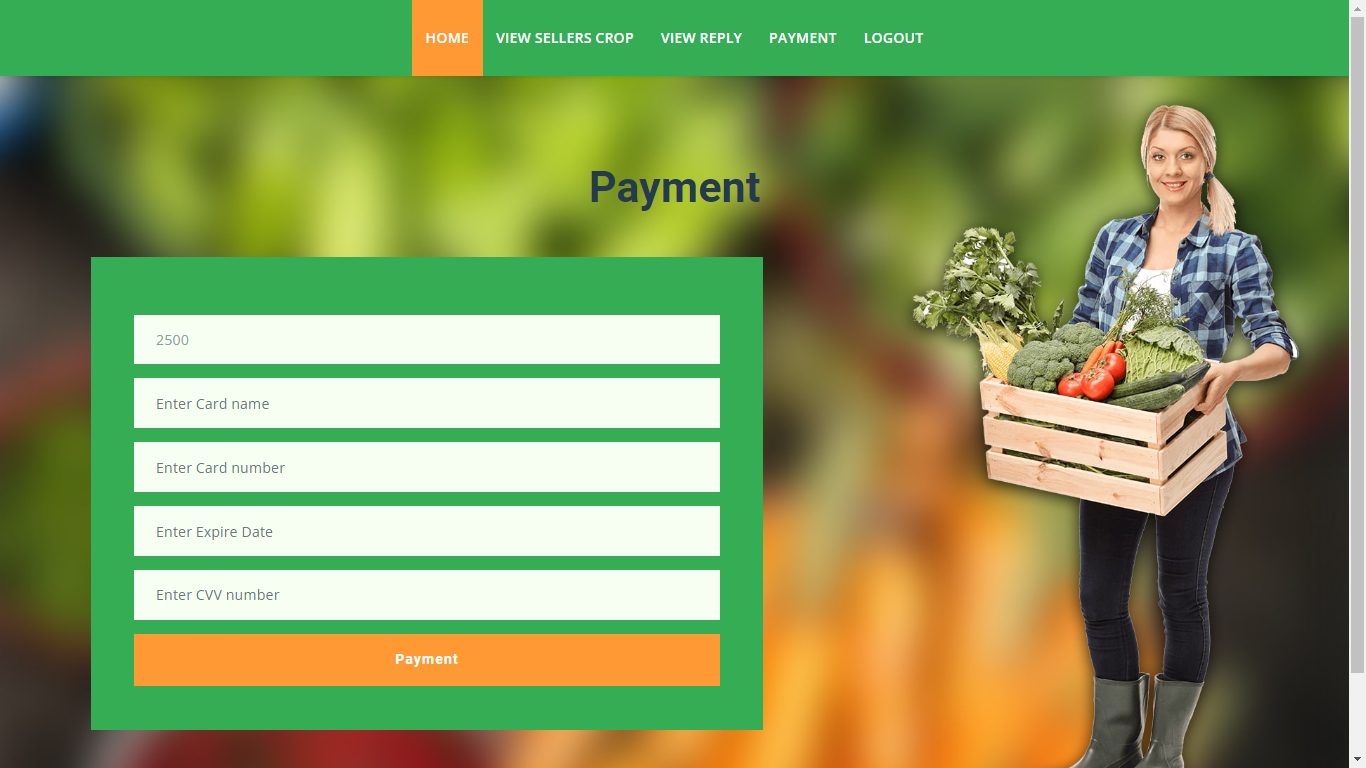 HOME VIEW SELLERS CROP VIEW REPLY PAYMENT LOGOUT
Payment
2500
Enter Card name
Enter Card number
Enter Expire Date
Enter CVV number
Payment